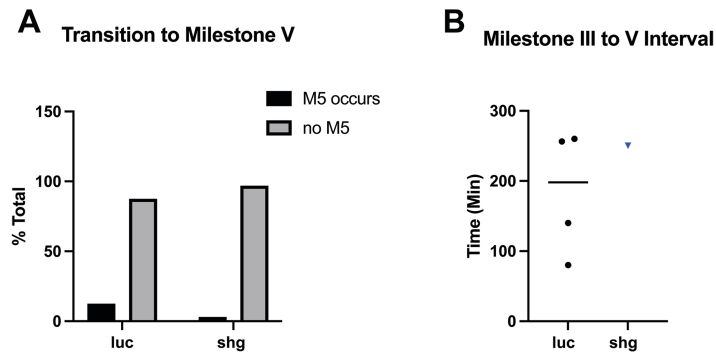 A
Transition to Milestone V
M5 occurs
no M5
150
100
50
0
% Total
luc
shg
B
Milestone III to V Interval
300
200
100
0
Time (Min)
luc
shg